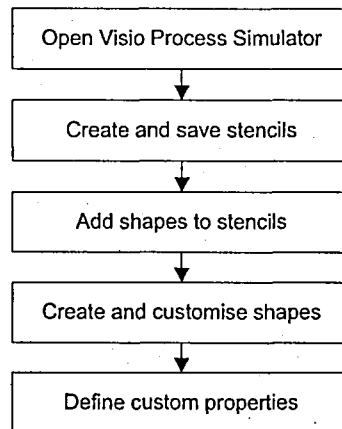 Open Visio Process Simulator
Create and save stencils
Add shapes to stencils
Create and customise shapes
Define custom properties